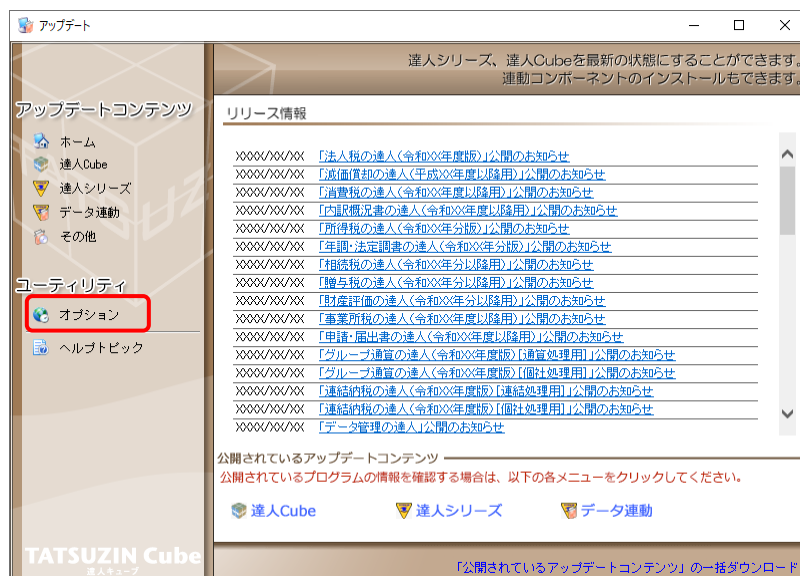 アップデート
達人シリーズ、達人Cubeを最新の状態にすることができます。
連動コンポーネントのインストールもできます。
アップデートコンテンツ
ホーム
達人Cube
達人シリーズ
データ連動
その他
ユーティリティ
オプション
ヘルプトピック
TATSUZIN Cube
達人キューブ
リリース情報
XXXX/XX/XX 「法人税の達人(令和XX年度版)」公開のお知らせ
XXXX/XX/XX 「減価償却の達人(平成XX年度以降用)」公開のお知らせ
XXXX/XX/XX 「消費税の達人(令和XX年度以降用)」公開のお知らせ
XXXX/XX/XX 「内訳概況書の達人(令和XX年度以降用)」公開のお知らせ
XXXX/XX/XX 「所得税の達人(令和XX年分版)」公開のお知らせ
XXXX/XX/XX 「年調・法定調書の達人(令和XX年分版)」公開のお知らせ
XXXX/XX/XX 「相続税の達人(令和XX年分以降用)」公開のお知らせ
XXXX/XX/XX 「贈与税の達人(令和XX年分以降用)」公開のお知らせ
XXXX/XX/XX 「財産評価の達人(令和XX年分以降用)」公開のお知らせ
XXXX/XX/XX 「事業所税の達人(令和XX年度以降用)」公開のお知らせ
XXXX/XX/XX 「申請・届出書の達人(令和XX年度以降用)」公開のお知らせ
XXXX/XX/XX 「グループ通算の達人(令和XX年度版)[通算処理用]」公開のお知らせ
XXXX/XX/XX 「グループ通算の達人(令和XX年度版)[個社処理用]」公開のお知らせ
XXXX/XX/XX 「連結納税の達人(令和XX年度版)[連結処理用]」公開のお知らせ
XXXX/XX/XX 「連結納税の達人(令和XX年度版)[個社処理用]」公開のお知らせ
XXXX/XX/XX 「データ管理の達人」公開のお知らせ
公開されているアップデートコンテンツ
公開されているプログラムの情報を確認する場合は、以下の各メニューをクリックしてください。
達人Cube 達人シリーズ データ連動
「公開されているアップデートコンテンツ」の一括ダウンロード